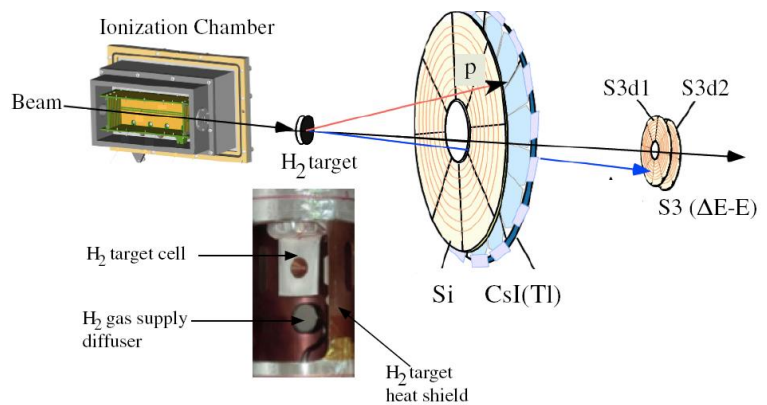 Ionization Chamber
Beam
H2 target
p
S3d1
S3d2
S3 (ΔE-E)
Si
CsI(Tl)
H2 target cell
H2 gas supply
diffuser
H2 target
heat shield